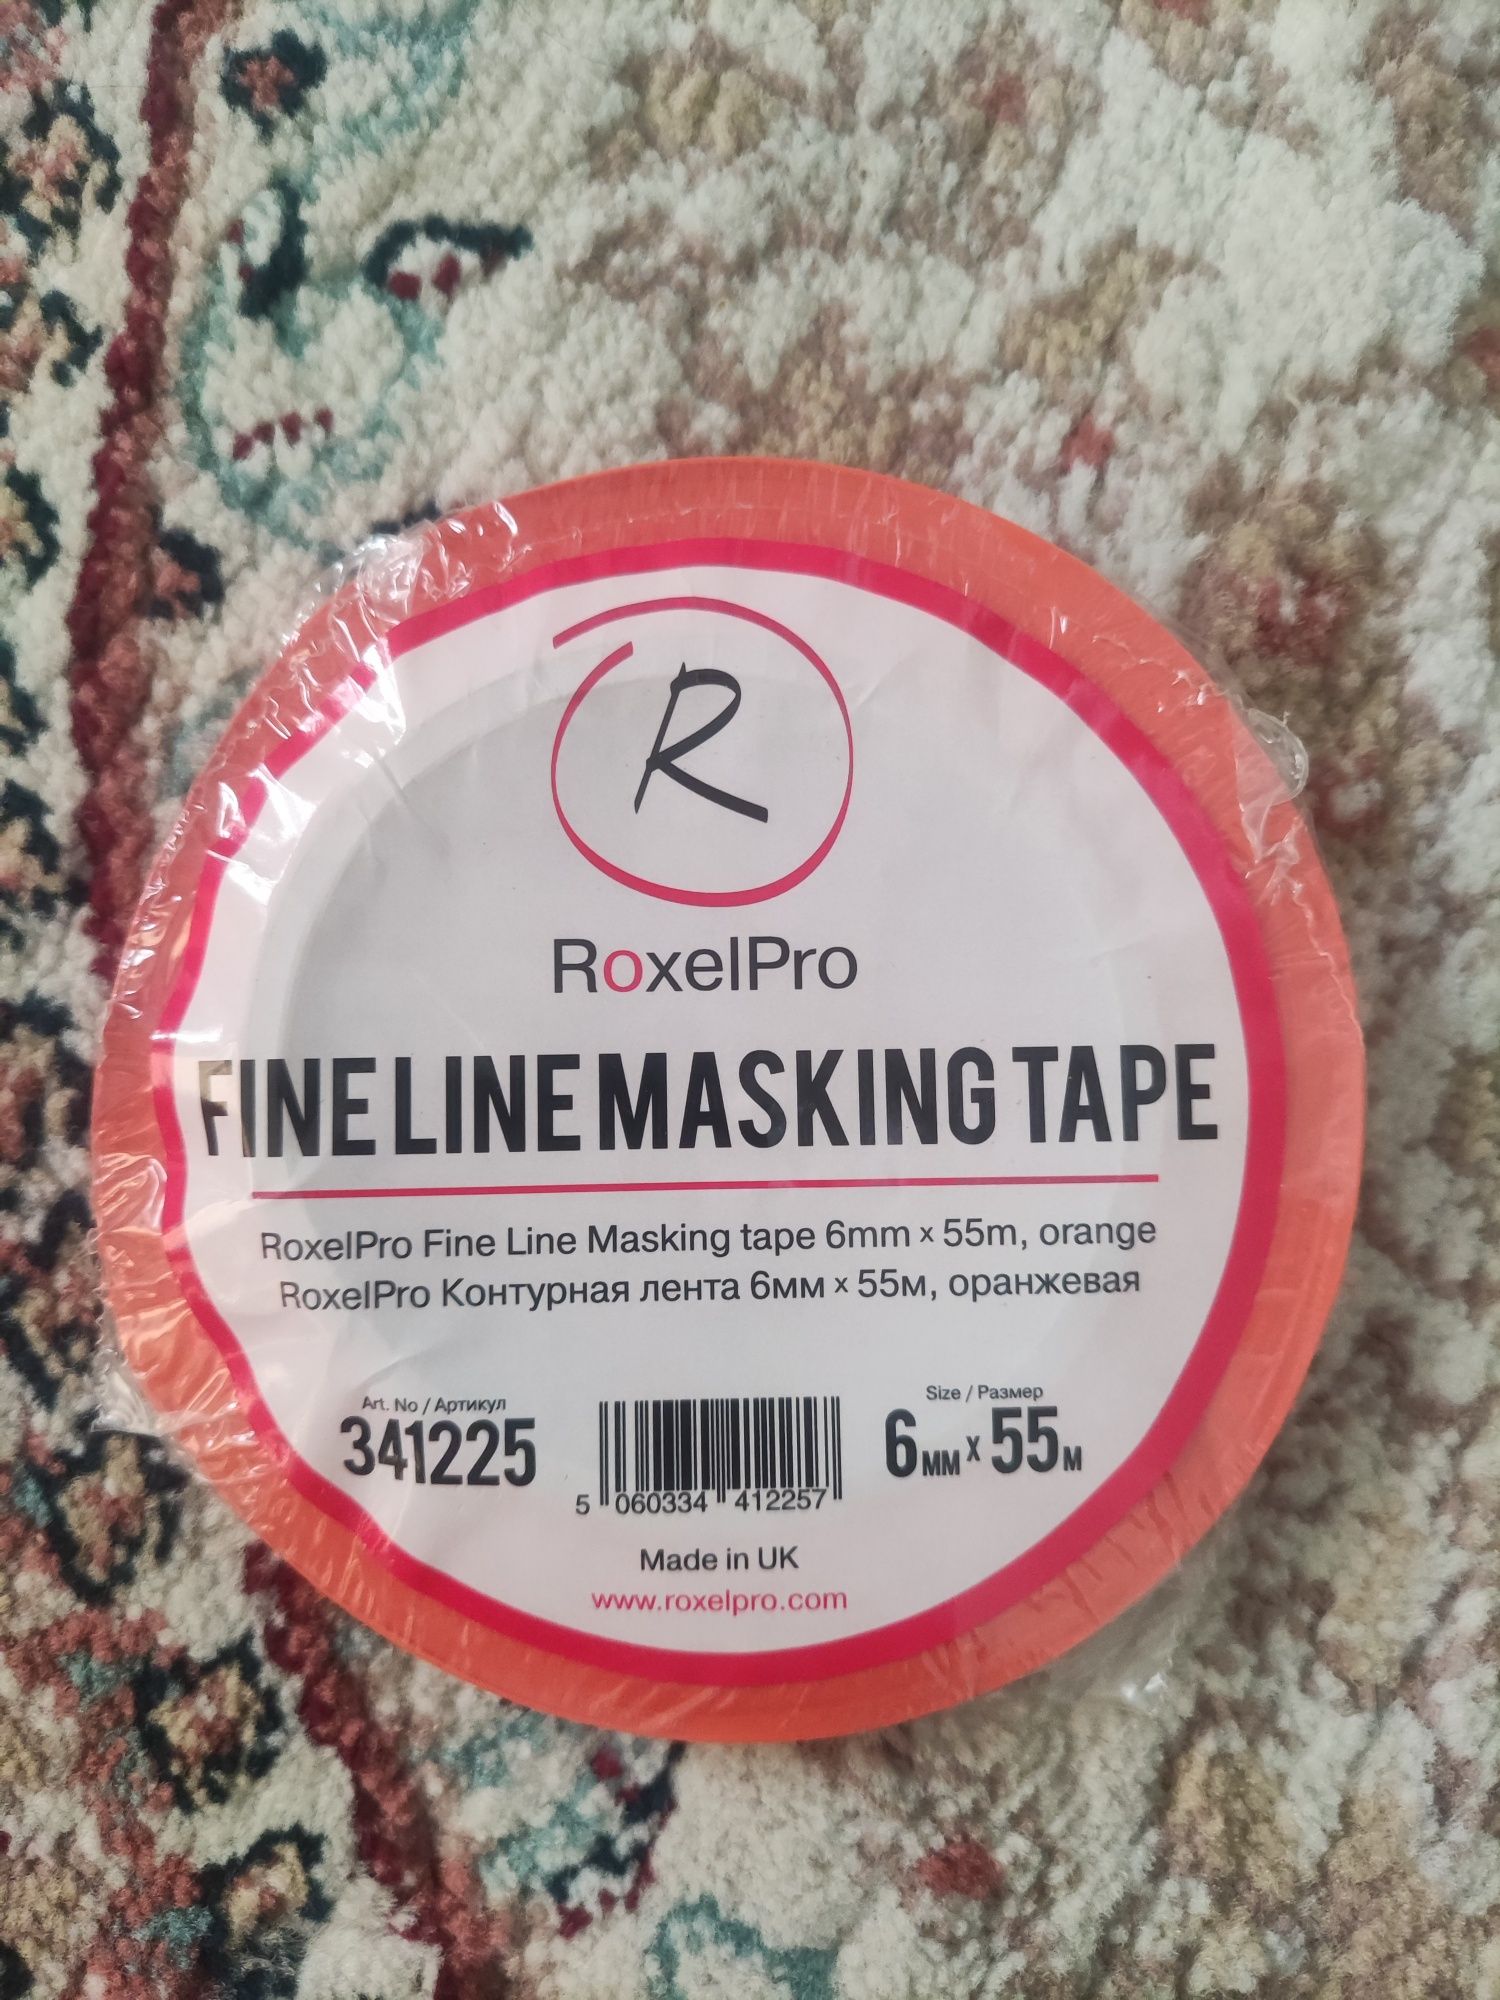 R
RoxelPro
FINE LINE MASKING TAPE
RoxelPro Fine Line Masking tape 6mm x 55m, orange
RoxelPro Контурная лента 6мм x 55м, оранжевая
Art. No / Артикул
341225
5 060334 412257
Size / Размер
6мм x 55м
Made in UK
www.roxelpro.com